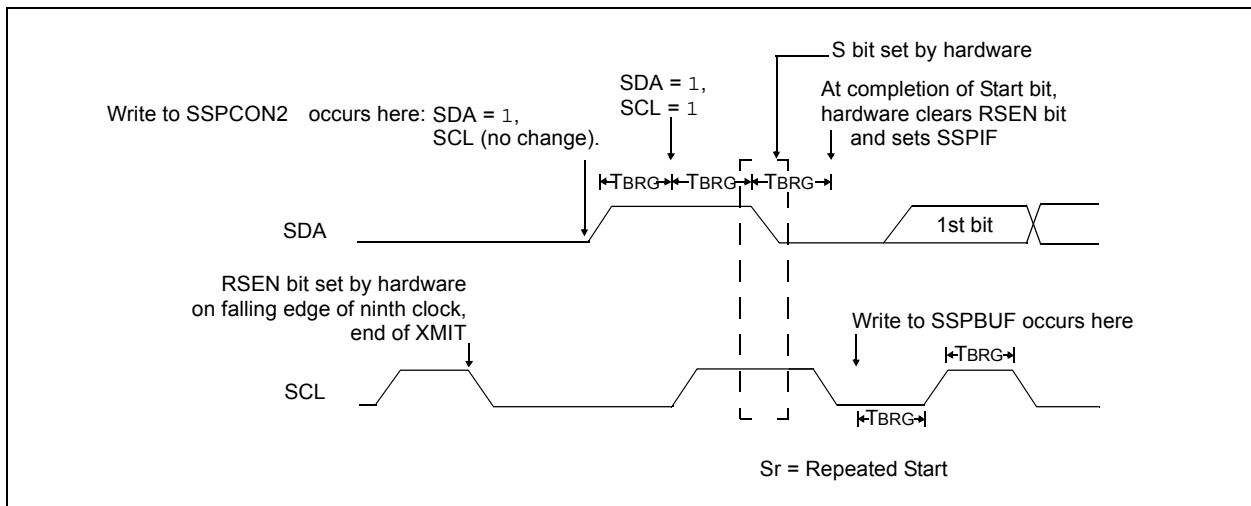 S bit set by hardware
SDA = 1,
SCL = 1
At completion of Start bit,
hardware clears RSEN bit
and sets SSPIF
Write to SSPCON2 occurs here: SDA = 1,
SCL (no change).
TBRG TBRG TBRG
SDA
1st bit
RSEN bit set by hardware
on falling edge of ninth clock,
end of XMIT
Write to SSPBUF occurs here
TBRG
SCL
TBRG
Sr = Repeated Start